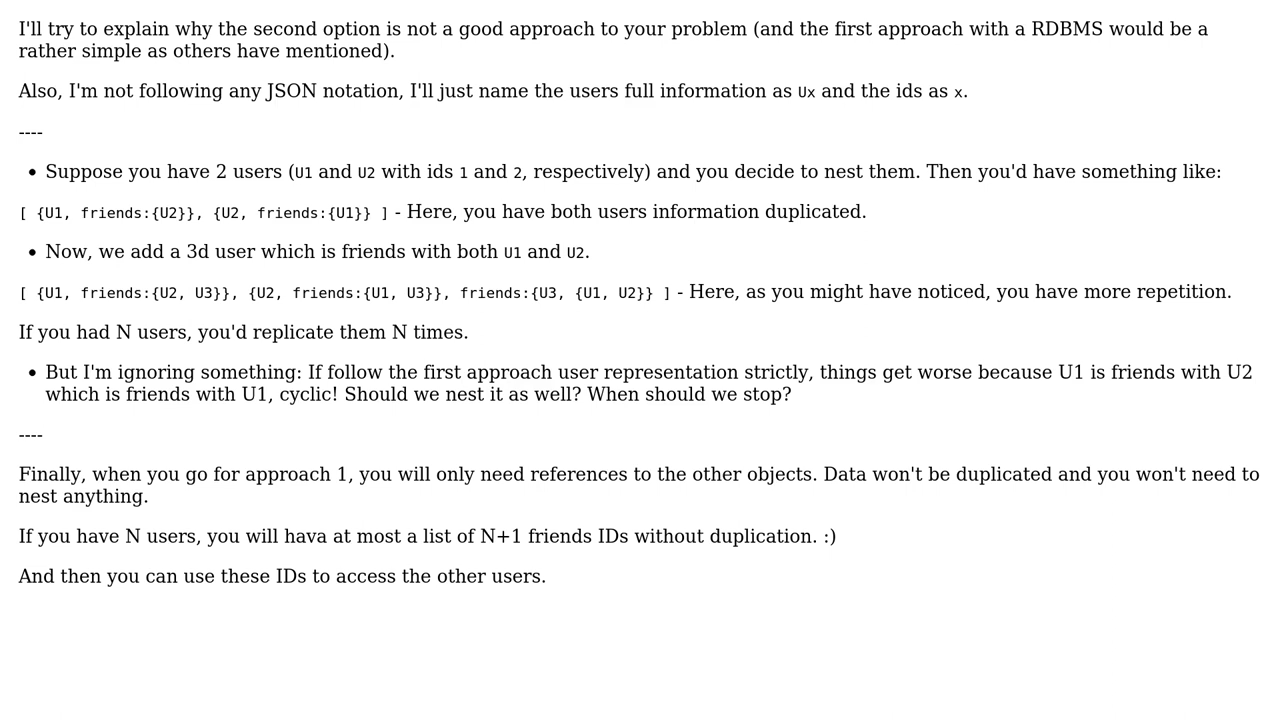 I'll try to explain why the second option is not a good approach to your problem (and the first approach with a RDBMS would be a
rather simple as others have mentioned).
Also, I'm not following any JSON notation, I'll just name the users full information as Ux and the ids as x.
----
• Suppose you have 2 users (U1 and U2 with ids 1 and 2, respectively) and you decide to nest them. Then you'd have something like:
[ {U1, friends:{U2}}, {U2, friends:{U1}} ] - Here, you have both users information duplicated.
• Now, we add a 3d user which is friends with both U1 and U2.
[ {U1, friends:{U2, U3}}, {U2, friends:{U1, U3}}, friends:{U3, {U1, U2}} ] - Here, as you might have noticed, you have more repetition.
If you had N users, you'd replicate them N times.
• But I'm ignoring something: If follow the first approach user representation strictly, things get worse because U1 is friends with U2
which is friends with U1, cyclic! Should we nest it as well? When should we stop?
----
Finally, when you go for approach 1, you will only need references to the other objects. Data won't be duplicated and you won't need to
nest anything.
If you have N users, you will hava at most a list of N+1 friends IDs without duplication. :)
And then you can use these IDs to access the other users.